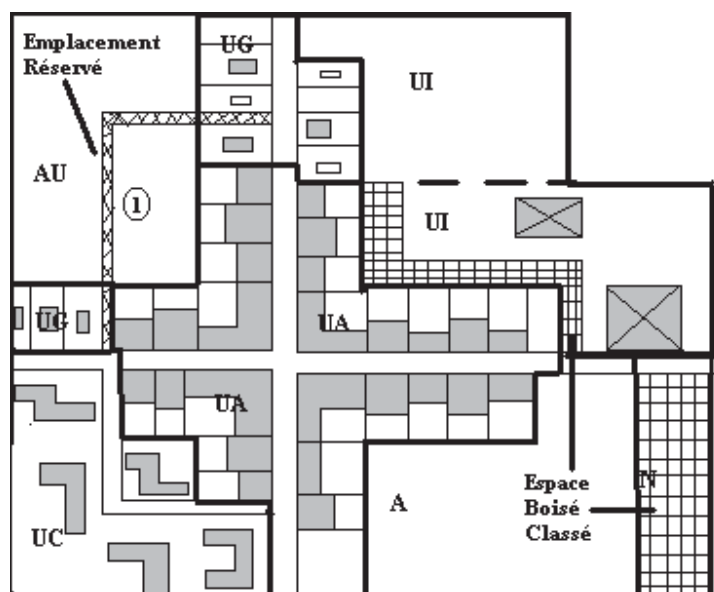 Emplacement
Réservé
UG
UI
AU
1
UI
UG
UA
UA
A
N
Espace
Boisé
Classé
UC